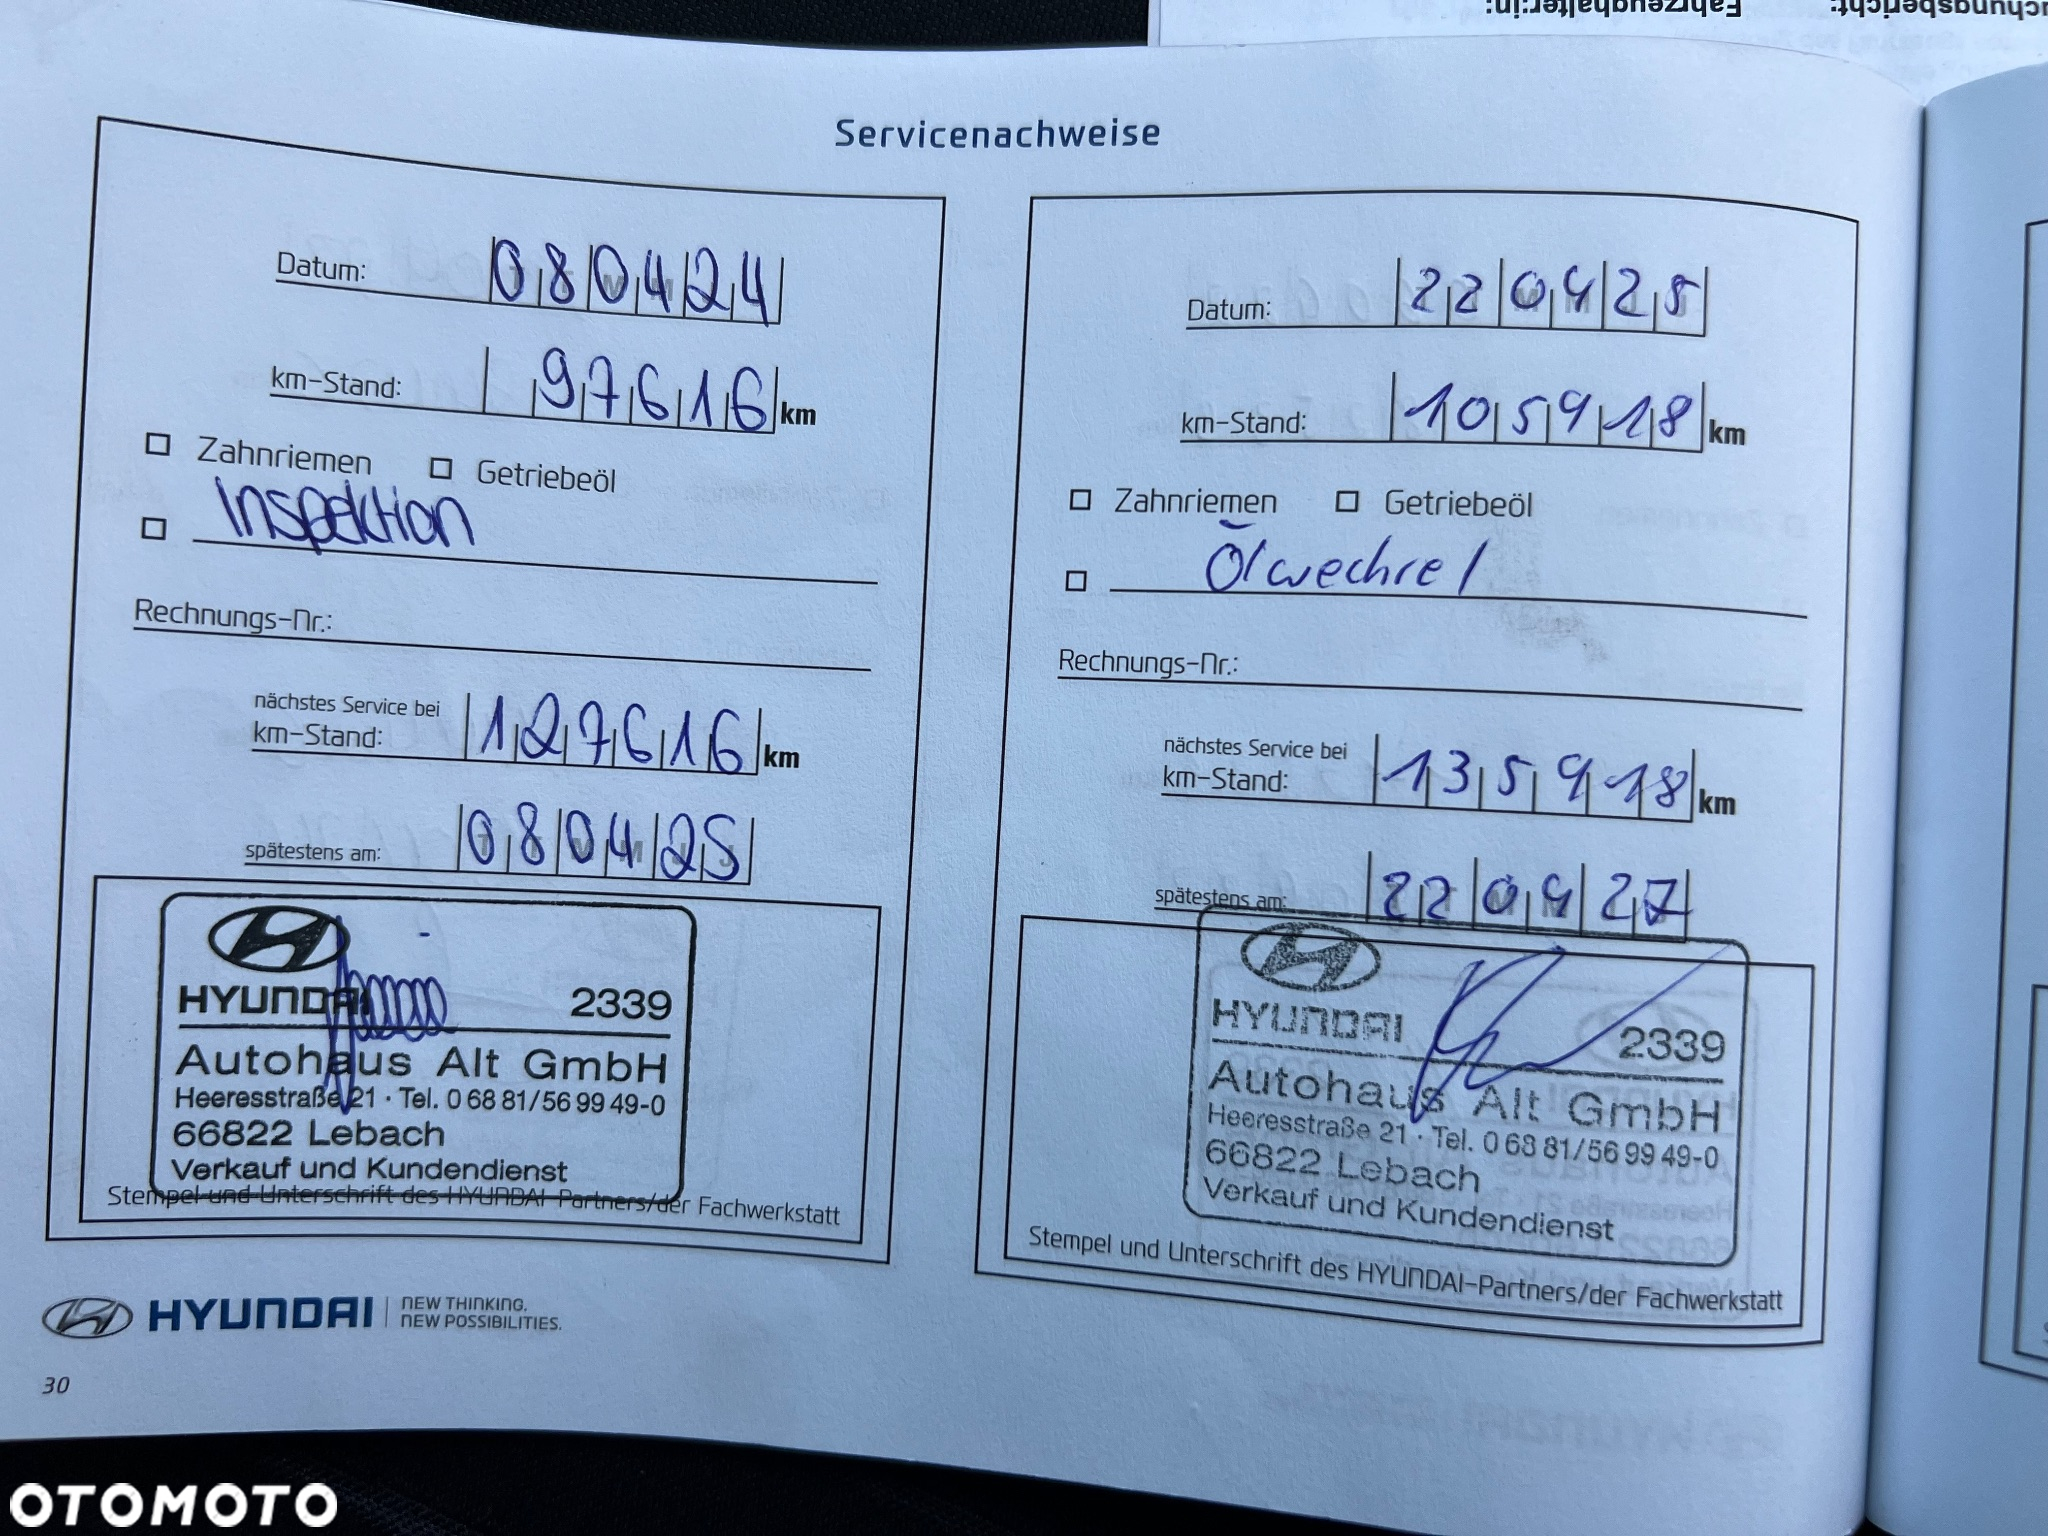 Fahrzeughalter:in:
chungsbericht:
Servicenachweise
Datum: 080424
km-Stand: 97616 km
Zahnriemen Getriebeöl
Inspektion
Rechnungs-Nr.:
nächstes Service bei
km-Stand: 127616 km
spätestens am: 080425
HYUNDAI 2339
Autohaus Alt GmbH
Heeresstraße 21 · Tel. 0 68 81/56 99 49-0
66822 Lebach
Verkauf und Kundendienst
Stempel und Unterschrift des HYUNDAI-Partners/der Fachwerkstatt
Datum: 220425
km-Stand: 105918 km
Zahnriemen Getriebeöl
Ölwechsel
Rechnungs-Nr.:
nächstes Service bei
km-Stand: 135918 km
spätestens am: 220427
HYUNDAI 2339
Autohaus Alt GmbH
Heeresstraße 21 · Tel. 0 68 81/56 99 49-0
66822 Lebach
Verkauf und Kundendienst
Stempel und Unterschrift des HYUNDAI-Partners/der Fachwerkstatt
HYUNDAI NEW THINKING.
NEW POSSIBILITIES.
30
OTOMOTO